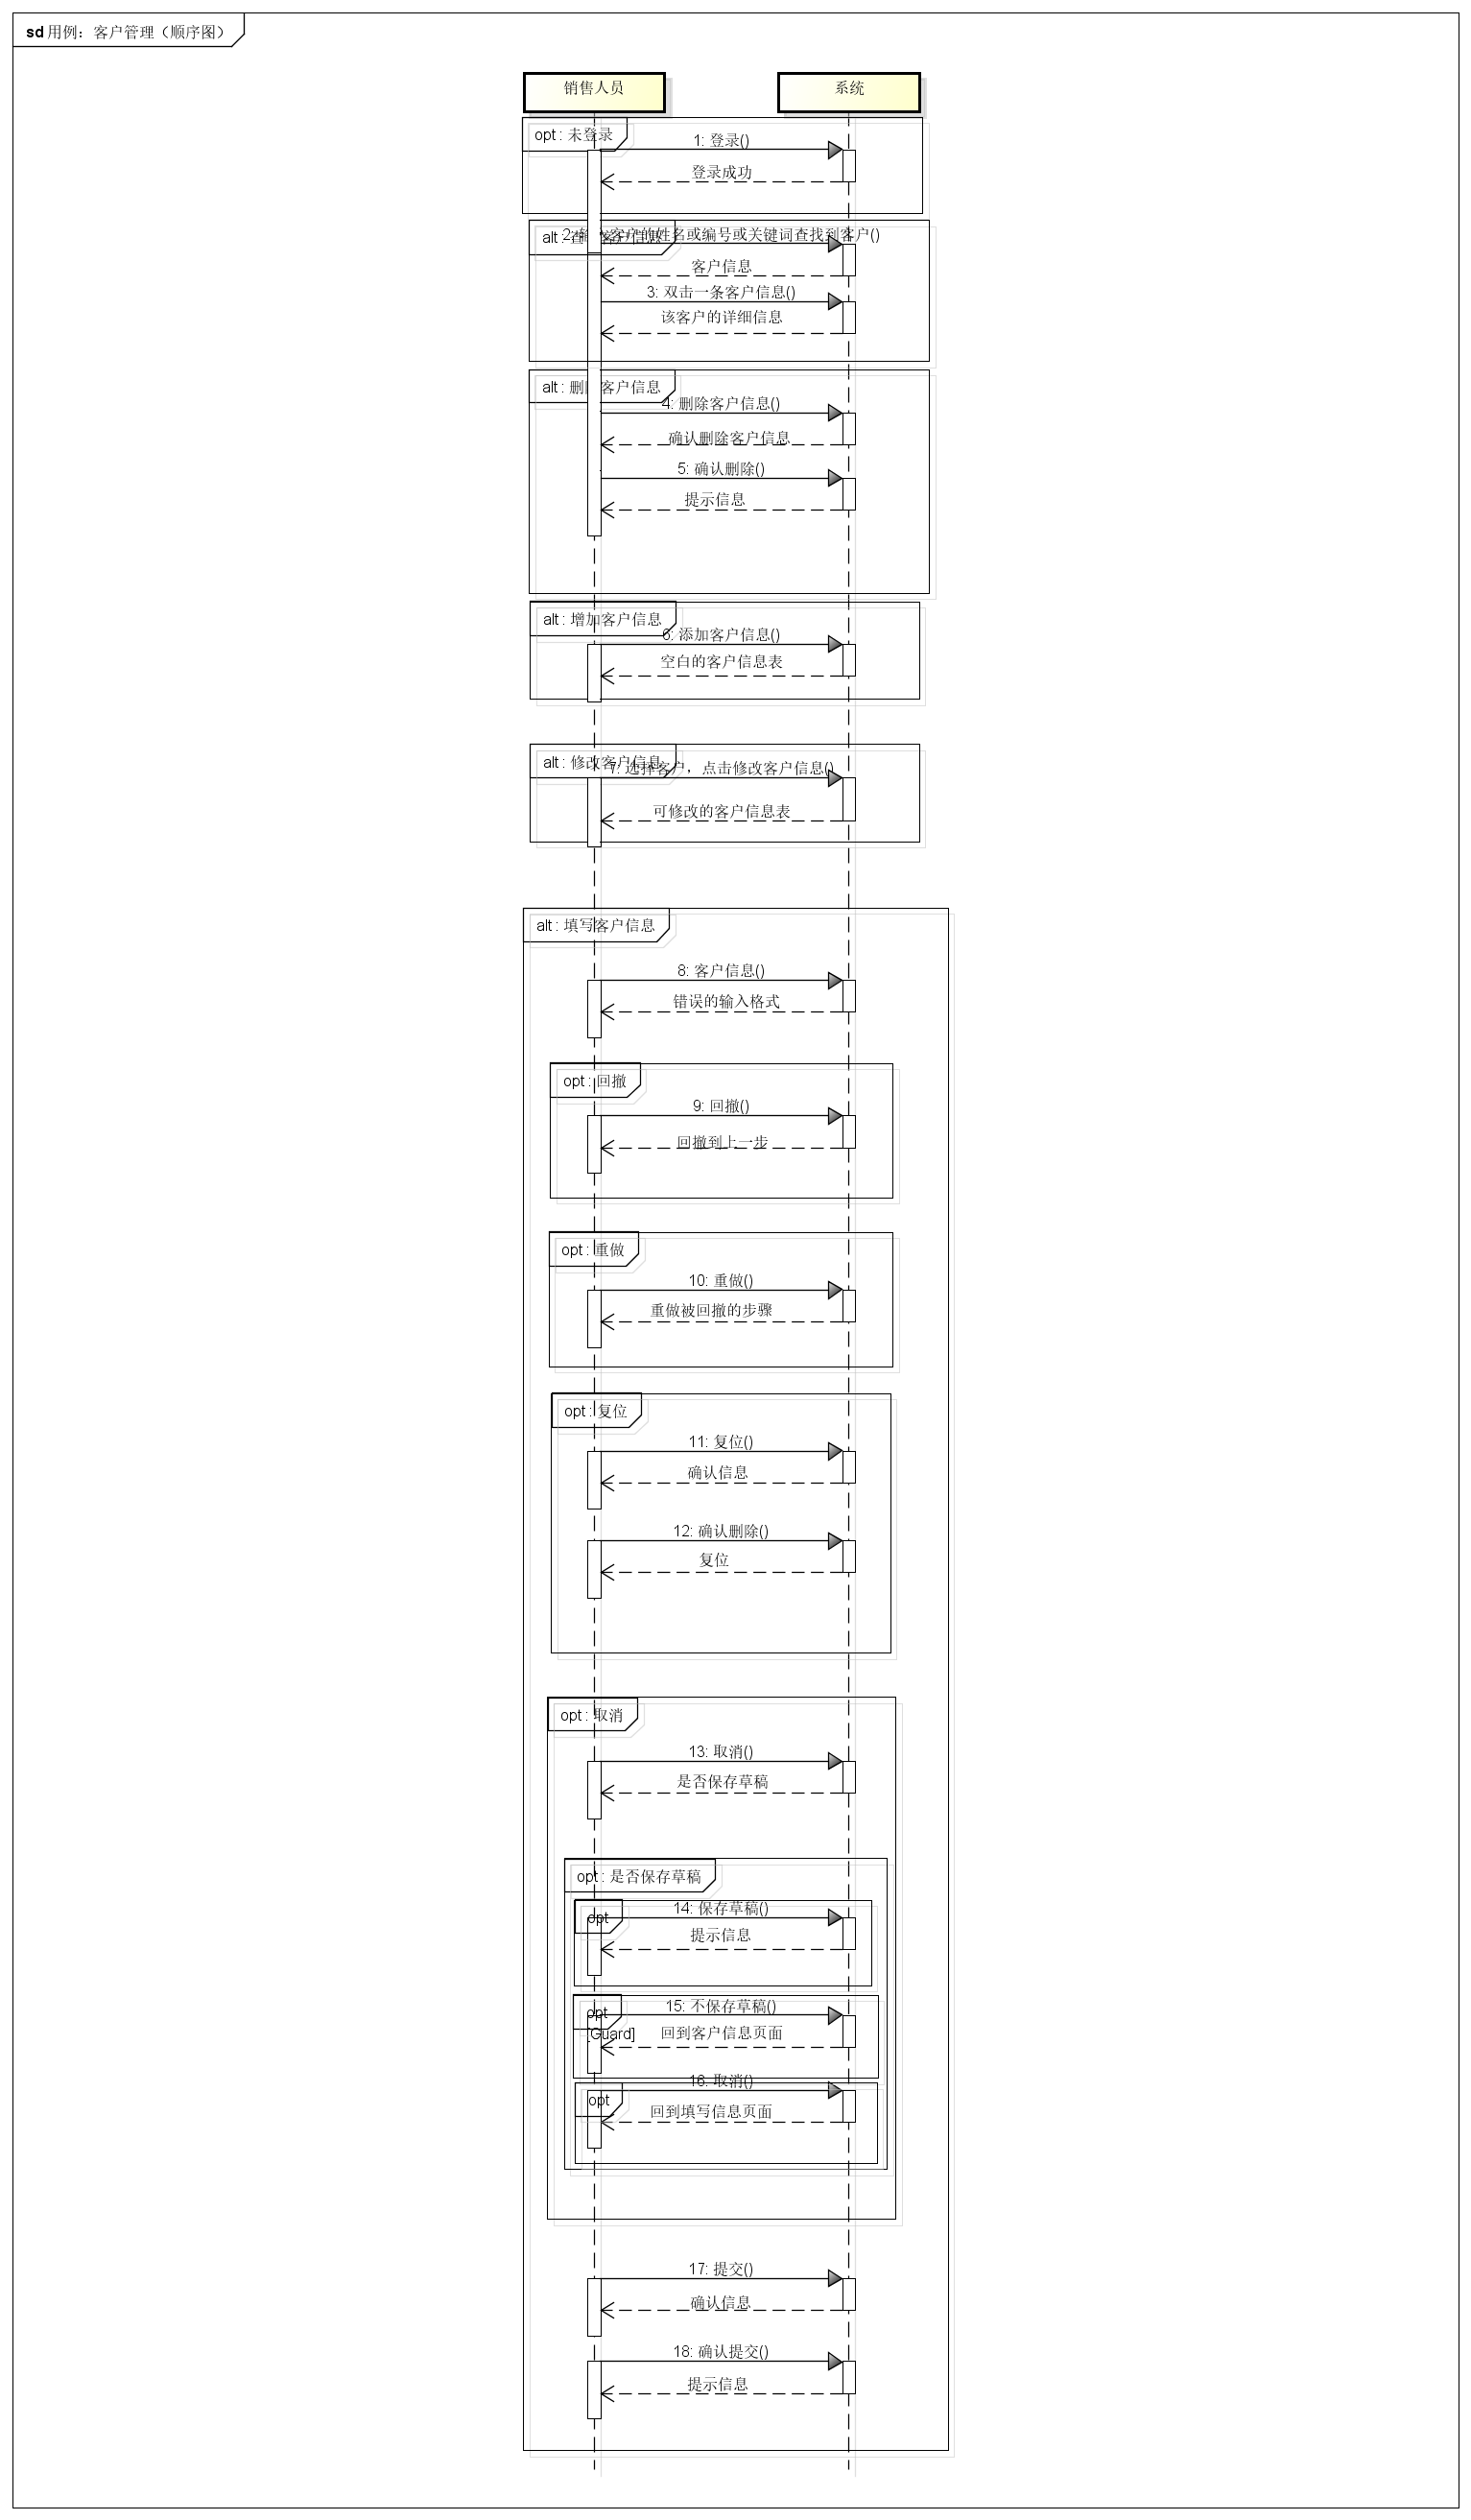 sd 用例：客户管理（顺序图）
销售人员
系统
opt : 未登录
1: 登录()
登录成功
alt : 查 客户信息
2: 输入客户的姓名或编号或关键词查找到客户()
客户信息
3: 双击一条客户信息()
该客户的详细信息
alt : 删除客户信息
4: 删除客户信息()
确认删除客户信息
5: 确认删除()
提示信息
alt : 增加客户信息
6: 添加客户信息()
空白的客户信息表
alt : 修改客户信息
7: 选择客户，点击修改客户信息()
可修改的客户信息表
alt : 填写客户信息
8: 客户信息()
错误的输入格式
opt : 回撤
9: 回撤()
回撤到上一步
opt : 重做
10: 重做()
重做被回撤的步骤
opt : 复位
11: 复位()
确认信息
12: 确认删除()
复位
opt : 取消
13: 取消()
是否保存草稿
opt : 是否保存草稿
opt
14: 保存草稿()
提示信息
opt
15: 不保存草稿()
[Guard]
回到客户信息页面
16: 取消()
opt
回到填写信息页面
17: 提交()
确认信息
18: 确认提交()
提示信息